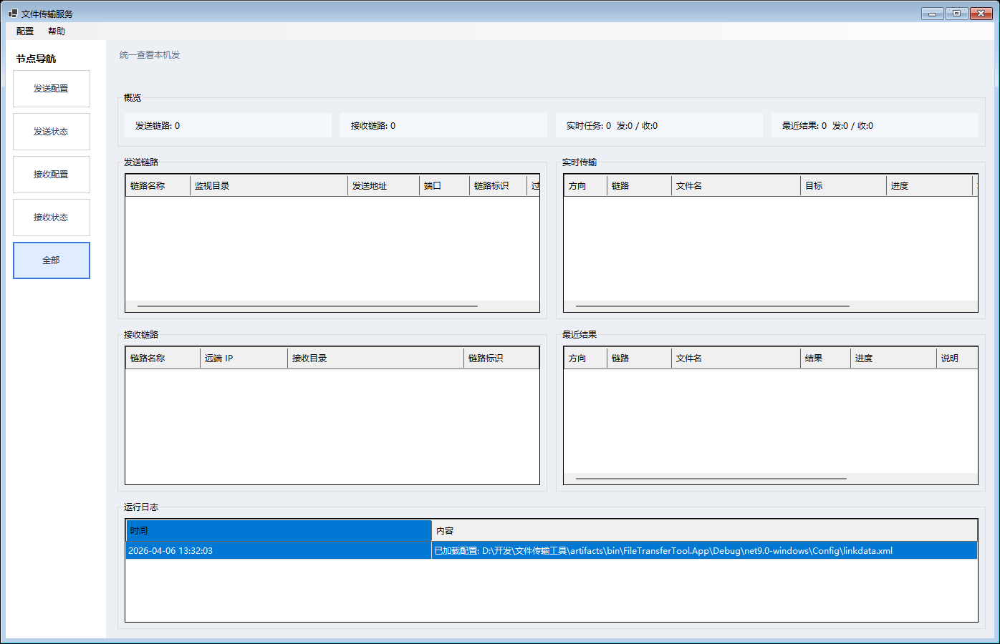 文件传输服务
配置 帮助
节点导航
发送配置
发送状态
接收配置
接收状态
全部
统一查看本机发
概览
发送链路: 0
接收链路: 0
实时任务: 0 发:0 / 收:0
最近结果: 0 发:0 / 收:0
发送链路
链路名称 监视目录 发送地址 端口 链路标识 过
实时传输
方向 链路 文件名 目标 进度
接收链路
链路名称 远端 IP 接收目录 链路标识
最近结果
方向 链路 文件名 结果 进度 说明
运行日志
时间 内容
2026-04-06 13:32:03 已加载配置: D:\开发\文件传输工具\artifacts\bin\FileTransferTool.App\Debug\net9.0-windows\Config\linkdata.xml